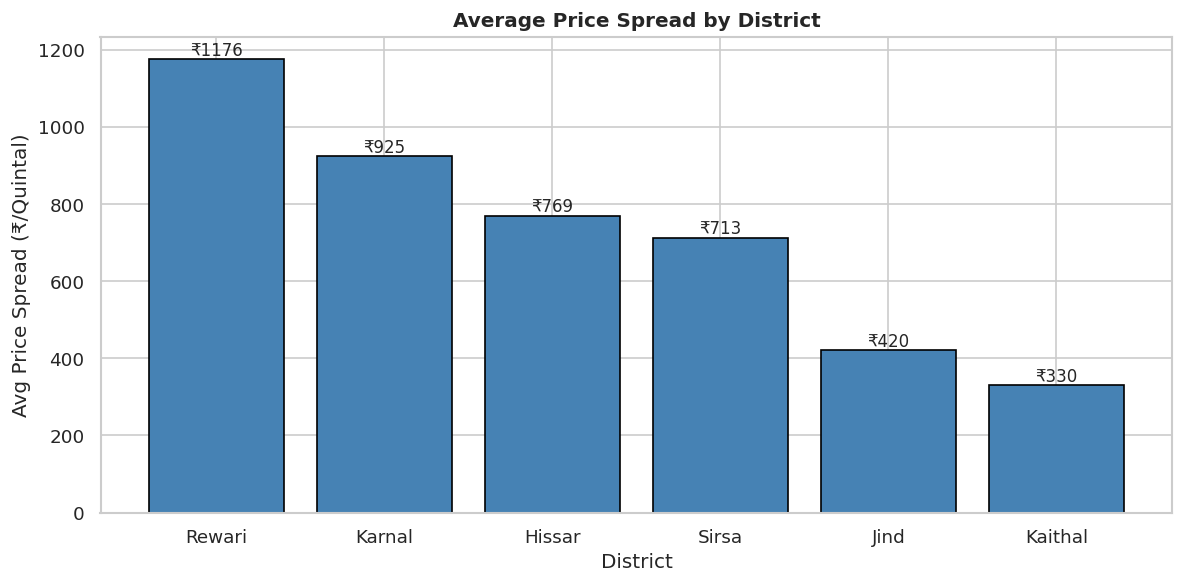 Average Price Spread by District
Avg Price Spread (₹/Quintal)
1200
1000
800
600
400
200
0
₹1176
₹925
₹769
₹713
₹420
₹330
Rewari
Karnal
Hissar
Sirsa
Jind
Kaithal
District